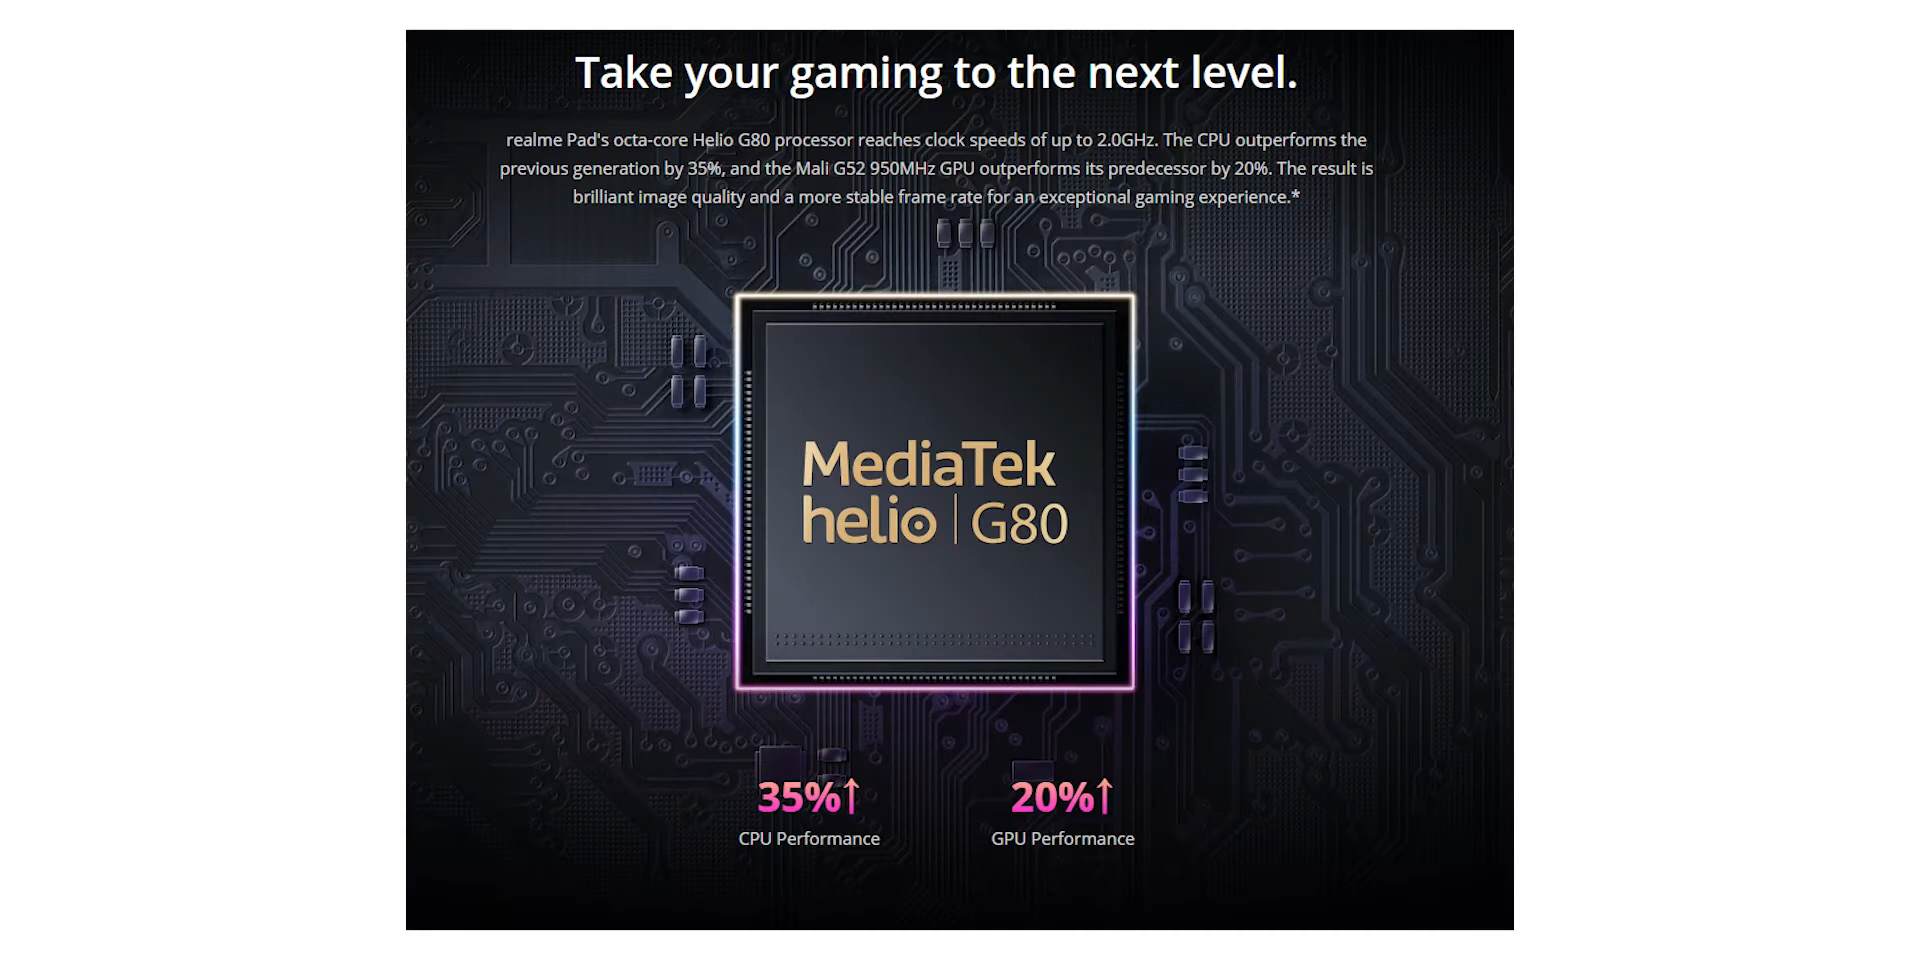 Take your gaming to the next level.
realme Pad's octa-core Helio G80 processor reaches clock speeds of up to 2.0GHz. The CPU outperforms the
previous generation by 35%, and the Mali G52 950MHz GPU outperforms its predecessor by 20%. The result is
brilliant image quality and a more stable frame rate for an exceptional gaming experience.*
MediaTek
helio | G80
35%↑ 20%↑
CPU Performance GPU Performance